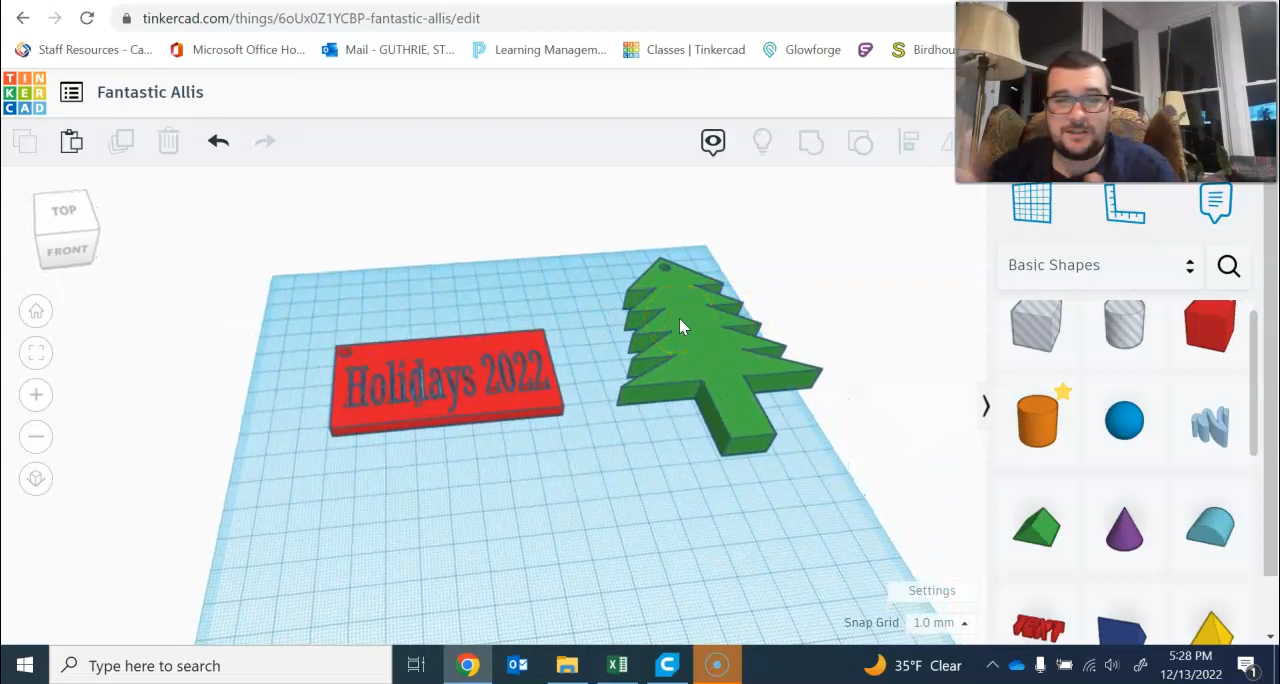 tinkercad.com/things/6oUx0Z1YCBP-fantastic-allis/edit
Staff Resources - Ca... Microsoft Office Ho... Mail - GUTHRIE, ST... Learning Managem... Classes | Tinkercad Glowforge Birdhou
TIN
KER
CAD
Fantastic Allis
TOP
FRONT
Basic Shapes
Holidays 2022
TEXT
Settings
Snap Grid 1.0 mm
Type here to search
35°F Clear
5:28 PM
12/13/2022
1